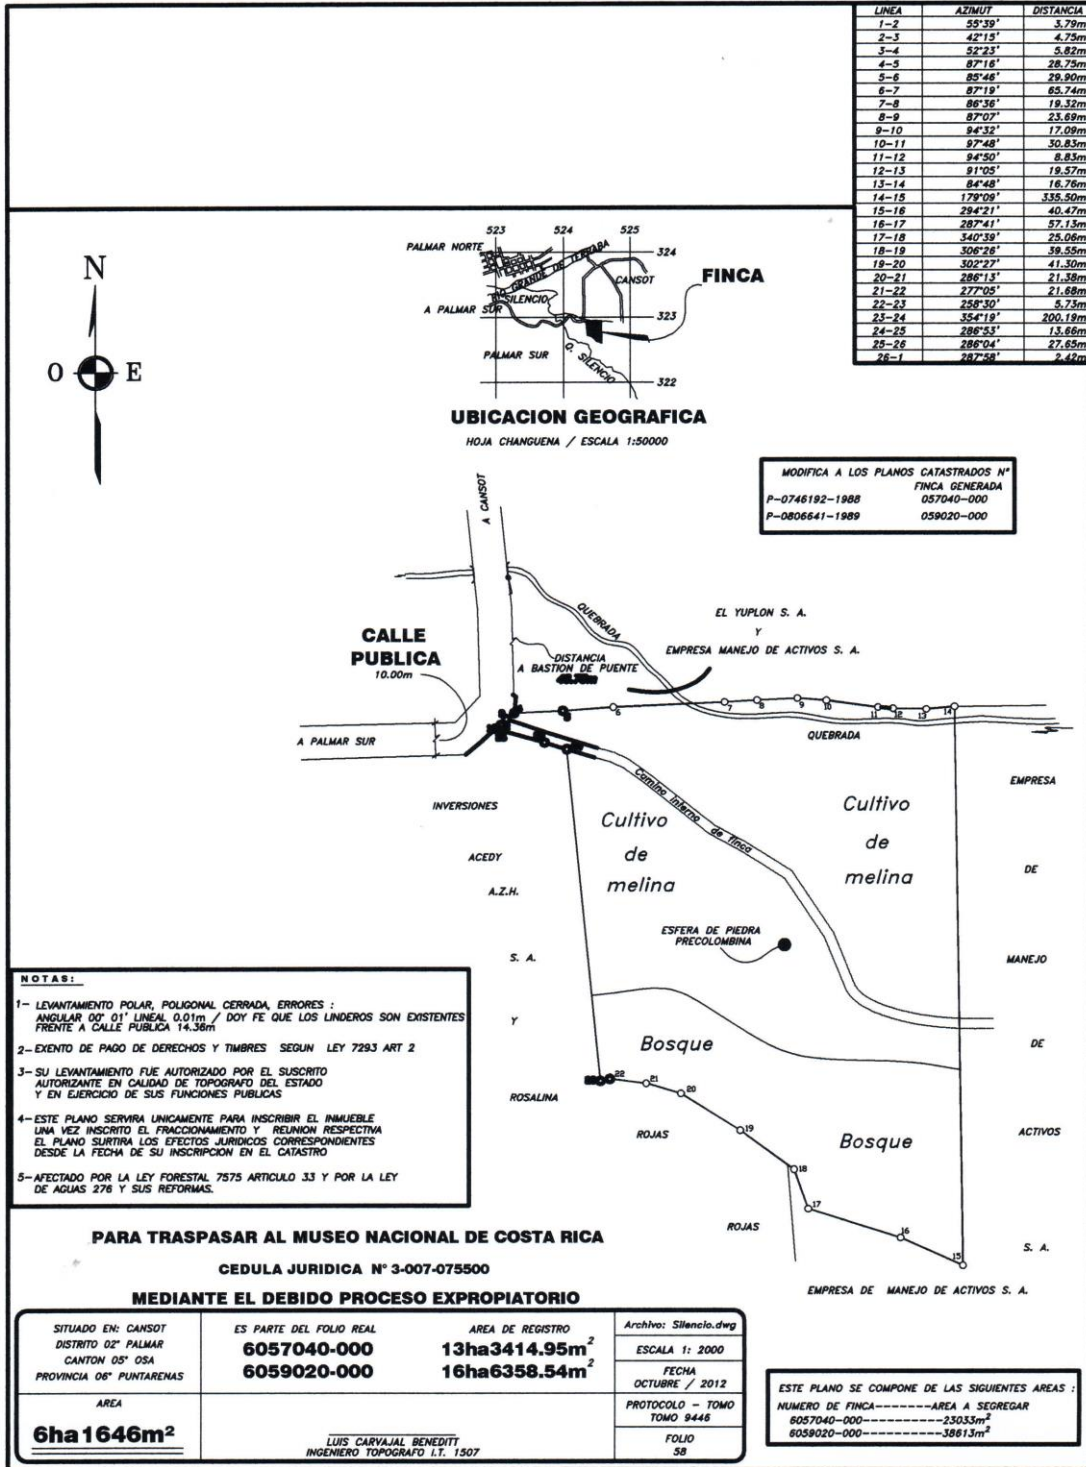 LINEA AZIMUT DISTANCIA
1-2 55°39' 3.79m
2-3 42°15' 4.75m
3-4 52°23' 5.82m
4-5 87°16' 28.75m
5-6 85°46' 29.90m
6-7 87°19' 65.74m
7-8 86°36' 19.32m
8-9 87°07' 23.69m
9-10 94°32' 17.09m
10-11 97°48' 30.83m
11-12 94°50' 8.83m
12-13 91°05' 19.57m
13-14 84°48' 16.76m
14-15 179°09' 335.50m
15-16 294°21' 40.47m
16-17 287°41' 57.13m
17-18 340°39' 25.06m
18-19 306°26' 39.55m
19-20 302°27' 41.30m
20-21 286°13' 21.38m
21-22 277°05' 21.68m
22-23 258°30' 5.73m
23-24 354°19' 200.19m
24-25 286°53' 13.66m
25-26 286°04' 27.65m
26-1 287°58' 2.42m
N
O E
523 524 525
PALMAR NORTE
324
RIO GRANDE DE TERRABA
CANSOT
FINCA
SILENCIO
A PALMAR SUR
323
PALMAR SUR
Q. SILENCIO
322
UBICACION GEOGRAFICA
HOJA CHANGUENA / ESCALA 1:50000
MODIFICA A LOS PLANOS CATASTRADOS N°
FINCA GENERADA
P-0746192-1988 057040-000
P-0806641-1989 059020-000
A CANSOT
QUEBRADA
EL YUPLON S. A.
Y
EMPRESA MANEJO DE ACTIVOS S. A.
CALLE
PUBLICA
10.00m
DISTANCIA
A BASTION DE PUENTE
6 7 8 9 10 11 12 13 14
A PALMAR SUR
QUEBRADA
Camino interno de finca
INVERSIONES
ACEDY
A.Z.H.
S. A.
Y
ROSALINA
ROJAS
ROJAS
Cultivo
de
melina
Cultivo
de
melina
EMPRESA
DE
MANEJO
DE
ACTIVOS
S. A.
ESFERA DE PIEDRA
PRECOLOMBINA
Bosque
Bosque
22 21 20 19 18 17 16 15
EMPRESA DE MANEJO DE ACTIVOS S. A.
NOTAS:
1- LEVANTAMIENTO POLAR, POLIGONAL CERRADA, ERRORES :
ANGULAR 00° 01' LINEAL 0.01m / DOY FE QUE LOS LINDEROS SON EXISTENTES
FRENTE A CALLE PUBLICA 14.36m
2- EXENTO DE PAGO DE DERECHOS Y TIMBRES SEGUN LEY 7293 ART 2
3- SU LEVANTAMIENTO FUE AUTORIZADO POR EL SUSCRITO
AUTORIZANTE EN CALIDAD DE TOPOGRAFO DEL ESTADO
Y EN EJERCICIO DE SUS FUNCIONES PUBLICAS
4- ESTE PLANO SERVIRA UNICAMENTE PARA INSCRIBIR EL INMUEBLE
UNA VEZ INSCRITO EL FRACCIONAMIENTO Y REUNION RESPECTIVA
EL PLANO SURTIRA LOS EFECTOS JURIDICOS CORRESPONDIENTES
DESDE LA FECHA DE SU INSCRIPCION EN EL CATASTRO
5- AFECTADO POR LA LEY FORESTAL 7575 ARTICULO 33 Y POR LA LEY
DE AGUAS 276 Y SUS REFORMAS.
PARA TRASPASAR AL MUSEO NACIONAL DE COSTA RICA
CEDULA JURIDICA N° 3-007-075500
MEDIANTE EL DEBIDO PROCESO EXPROPIATORIO
SITUADO EN: CANSOT
DISTRITO 02° PALMAR
CANTON 05° OSA
PROVINCIA 06° PUNTARENAS
AREA
6ha1646m²
ES PARTE DEL FOLIO REAL AREA DE REGISTRO
6057040-000 13ha3414.95m²
6059020-000 16ha6358.54m²
LUIS CARVAJAL BENEDITT
INGENIERO TOPOGRAFO I.T. 1507
Archivo: Silencio.dwg
ESCALA 1: 2000
FECHA
OCTUBRE / 2012
PROTOCOLO - TOMO
TOMO 9446
FOLIO
58
ESTE PLANO SE COMPONE DE LAS SIGUIENTES AREAS :
NUMERO DE FINCA--------AREA A SEGREGAR
6057040-000------------23033m²
6059020-000------------38613m²